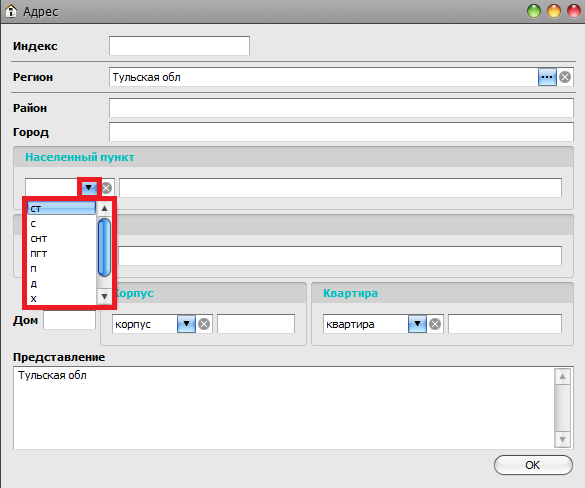 Адрес
Индекс
Регион
Тульская обл
...
Район
Город
Населенный пункт
ст
с
снт
пгт
п
д
х
Корпус
Квартира
Дом
корпус
квартира
Представление
Тульская обл
OK